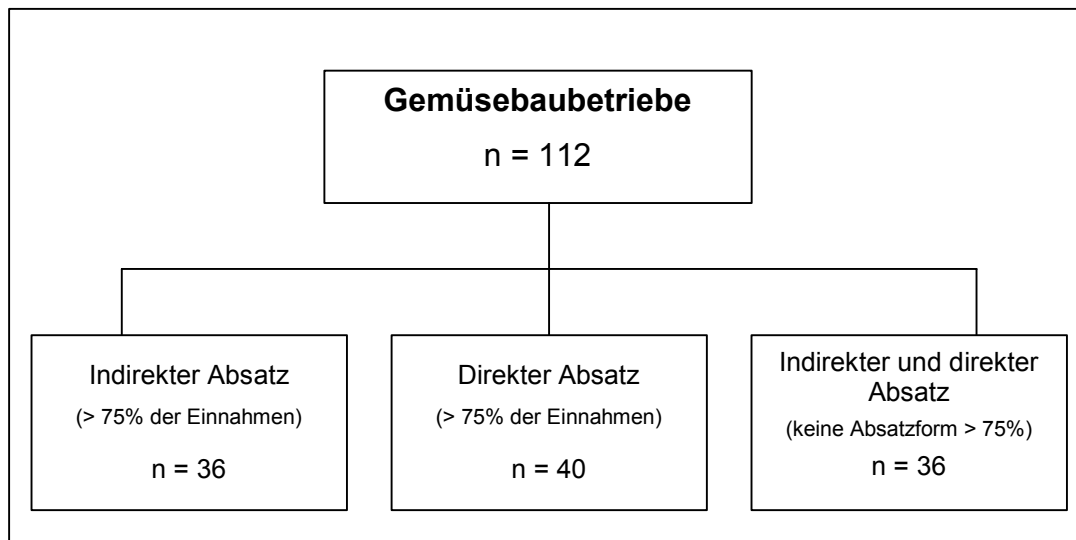 Gemüsebaubetriebe
n = 112
Indirekter Absatz
(> 75% der Einnahmen)
n = 36
Direkter Absatz
(> 75% der Einnahmen)
n = 40
Indirekter und direkter
Absatz
(keine Absatzform > 75%)
n = 36